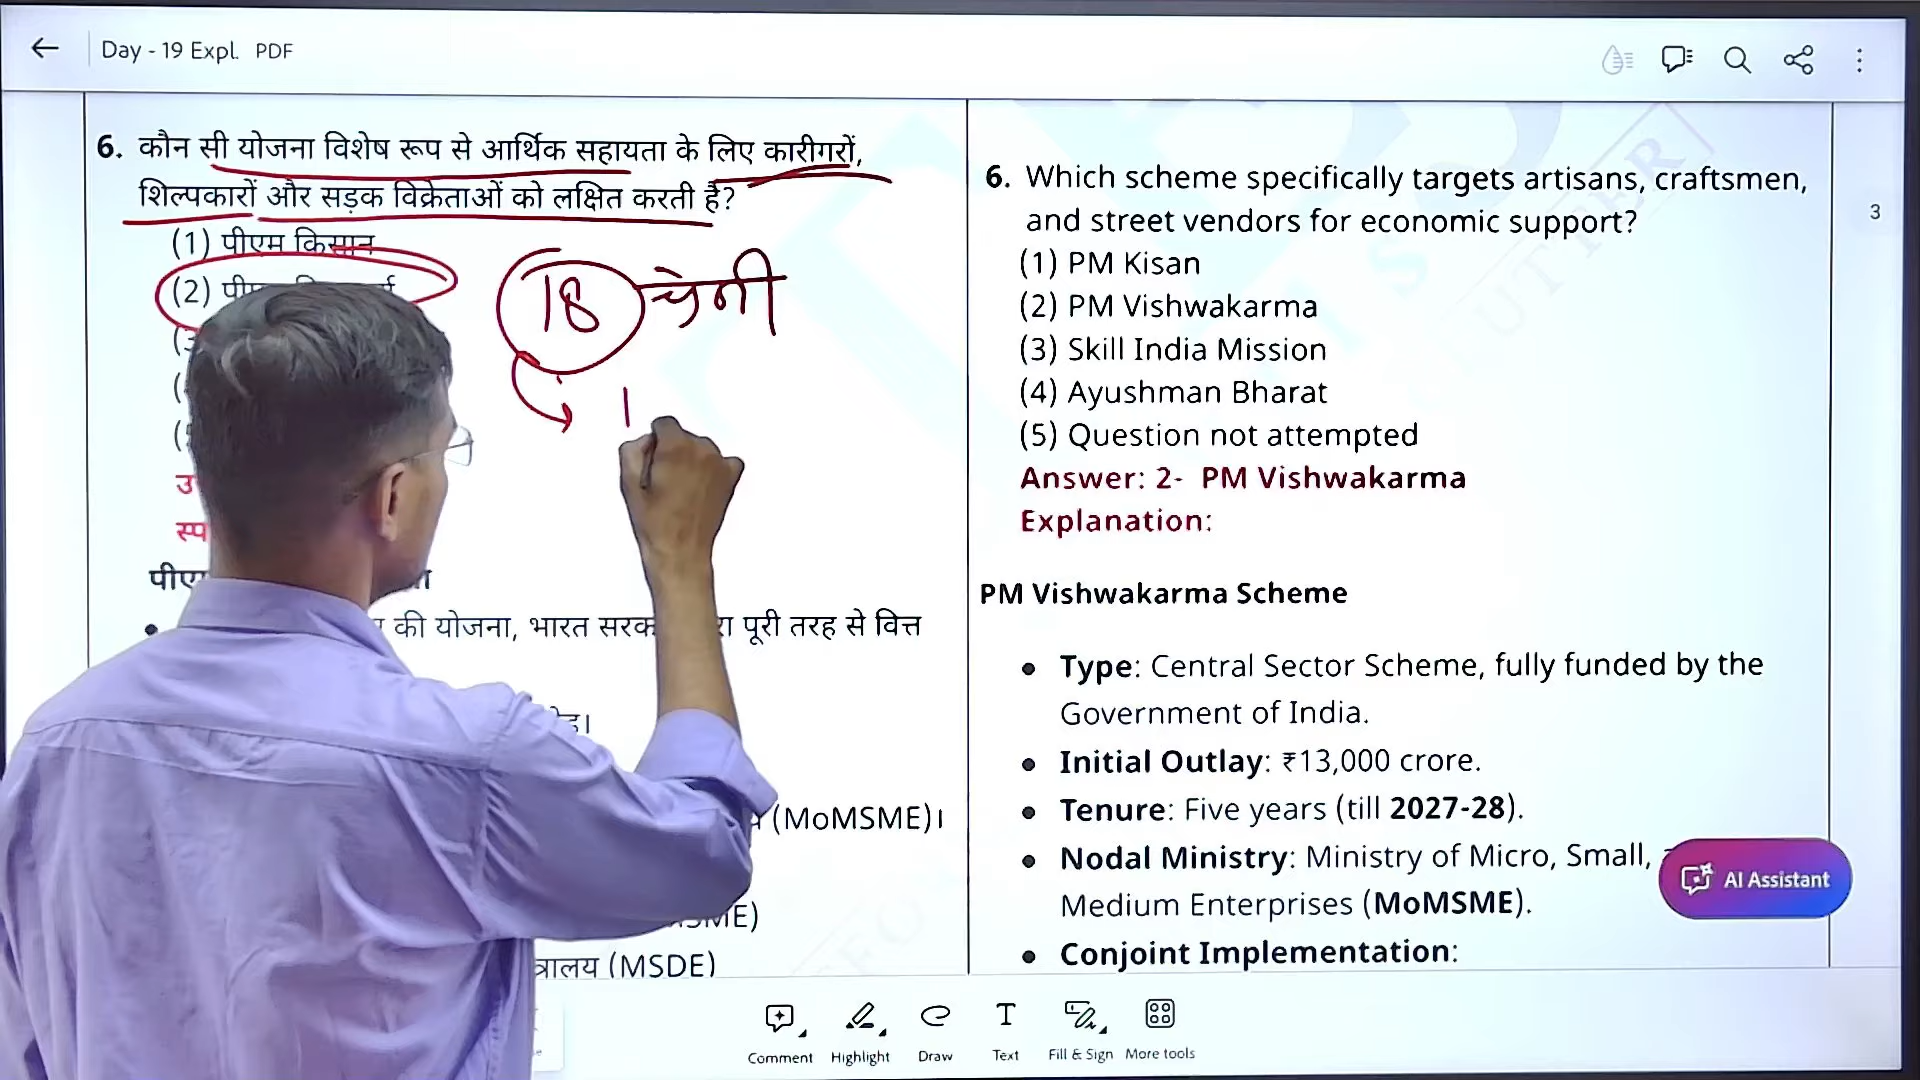 Day - 19 Expl. PDF
6. कौन सी योजना विशेष रूप से आर्थिक सहायता के लिए कारीगरों,
शिल्पकारों और सड़क विक्रेताओं को लक्षित करती है?
(1) पीएम किसान
(2)
18
की योजना, भारत
पूरी तरह से वित्त
(MoMSME)।
(MSDE)
6. Which scheme specifically targets artisans, craftsmen,
and street vendors for economic support?
(1) PM Kisan
(2) PM Vishwakarma
(3) Skill India Mission
(4) Ayushman Bharat
(5) Question not attempted
Answer: 2- PM Vishwakarma
Explanation:
PM Vishwakarma Scheme
• Type: Central Sector Scheme, fully funded by the
Government of India.
• Initial Outlay: ₹13,000 crore.
• Tenure: Five years (till 2027-28).
• Nodal Ministry: Ministry of Micro, Small,
Medium Enterprises (MoMSME).
• Conjoint Implementation:
3
AI Assistant
Comment Highlight Draw Text Fill & Sign More tools